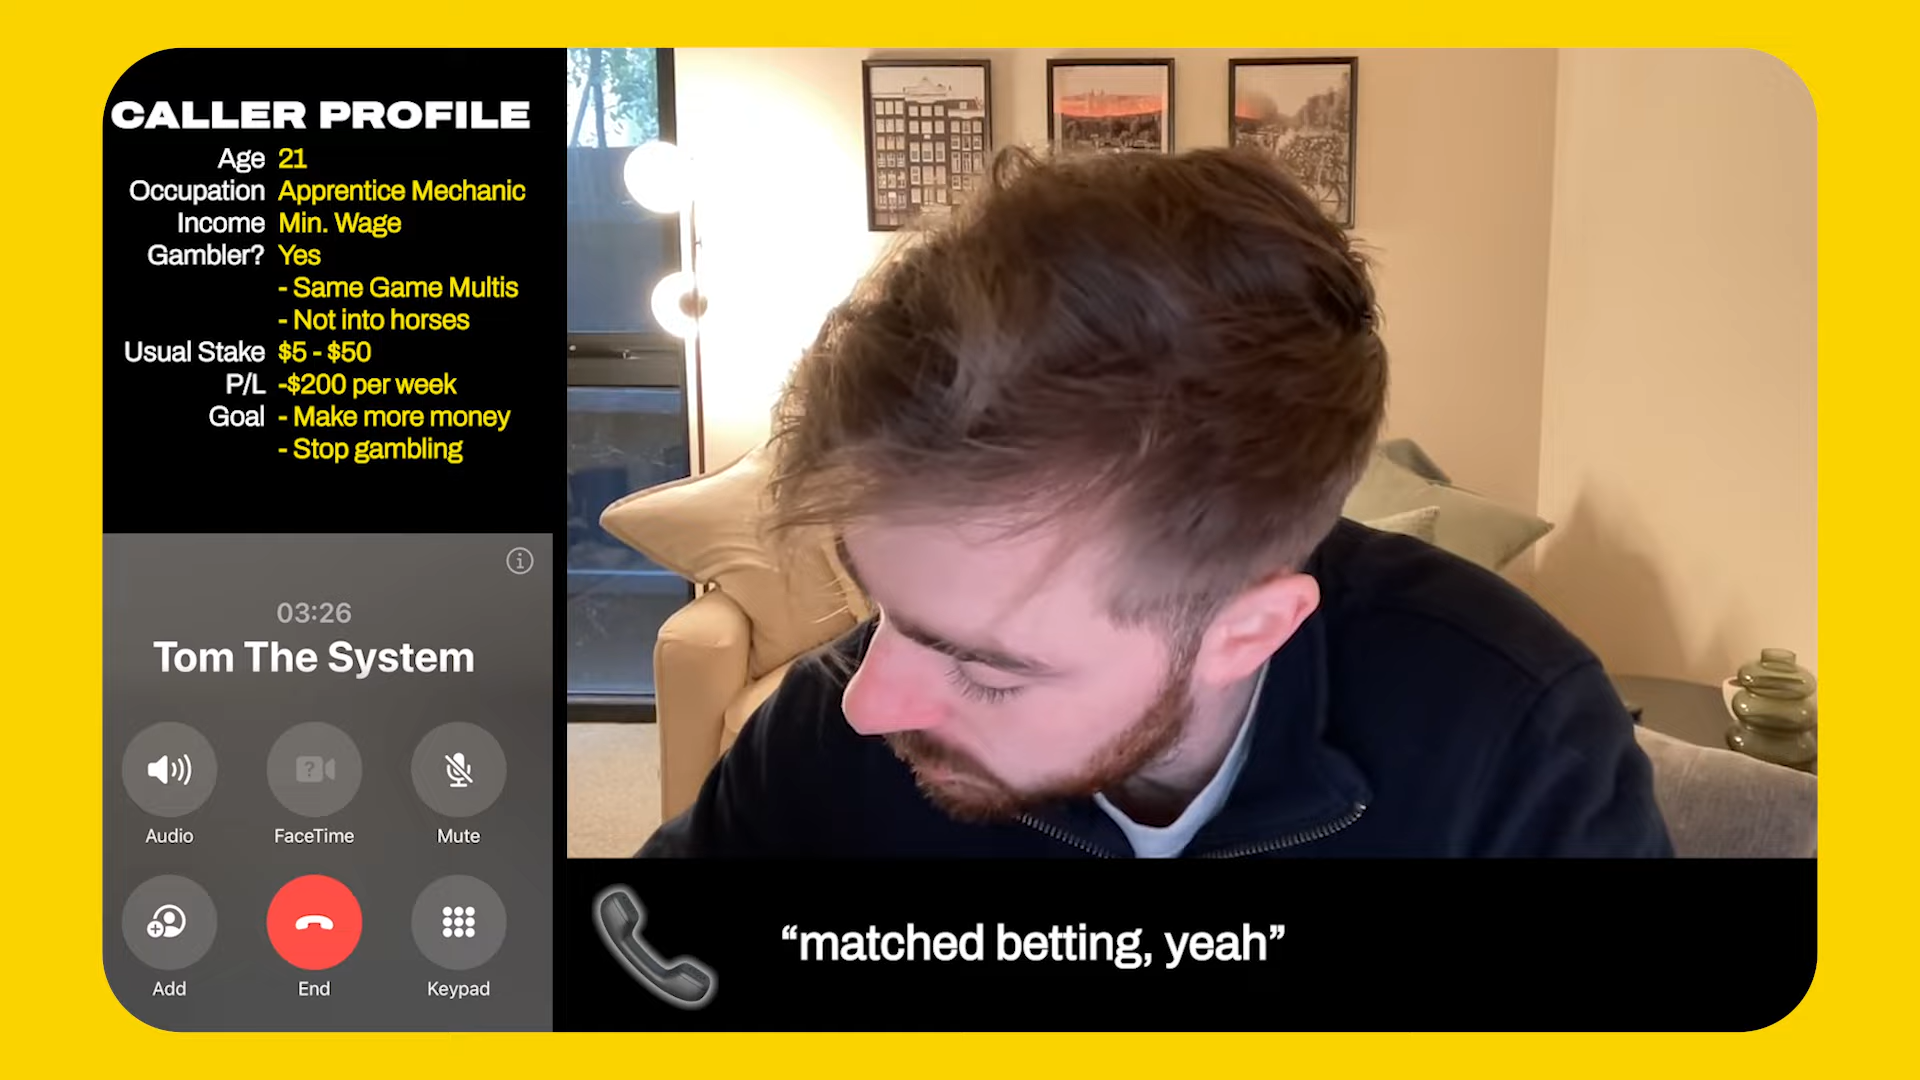 CALLER PROFILE
Age 21
Occupation Apprentice Mechanic
Income Min. Wage
Gambler? Yes
- Same Game Multis
- Not into horses
Usual Stake $5 - $50
P/L -$200 per week
Goal - Make more money
- Stop gambling
03:26
Tom The System
?
Audio FaceTime Mute
Add End Keypad
“matched betting, yeah”